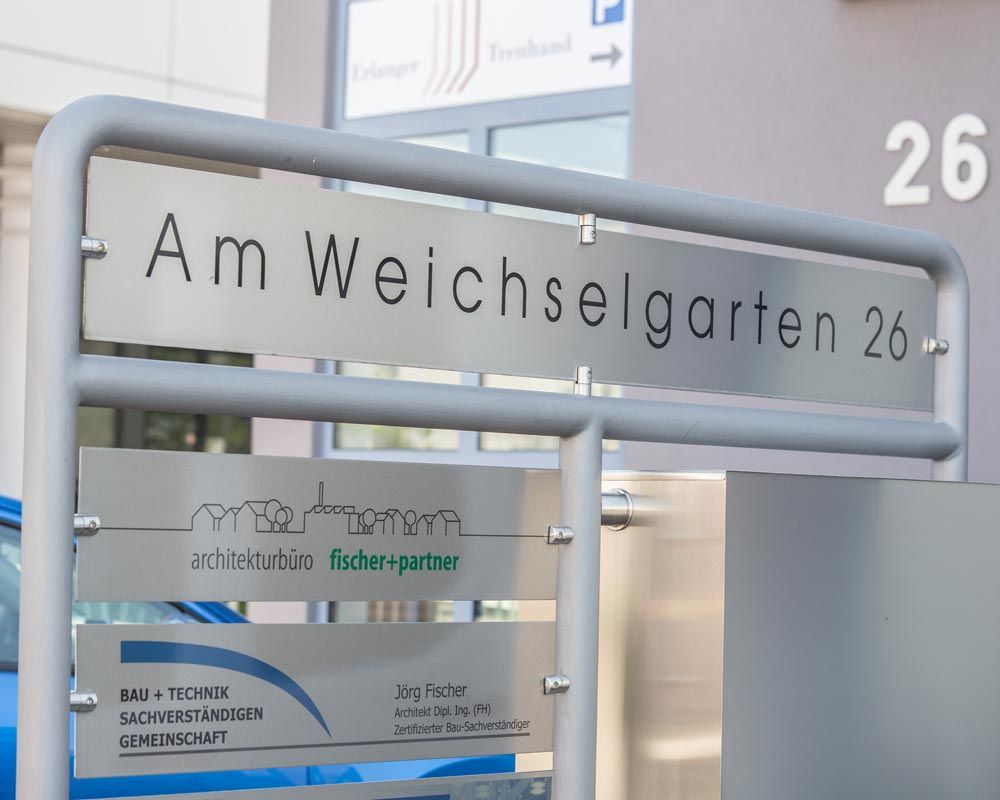 P
Erlanger Treuhand
26
Am Weichselgarten 26
architekturbüro fischer+partner
BAU + TECHNIK
SACHVERSTÄNDIGEN
GEMEINSCHAFT
Jörg Fischer
Architekt Dipl. Ing. (FH)
Zertifizierter Bau-Sachverständiger